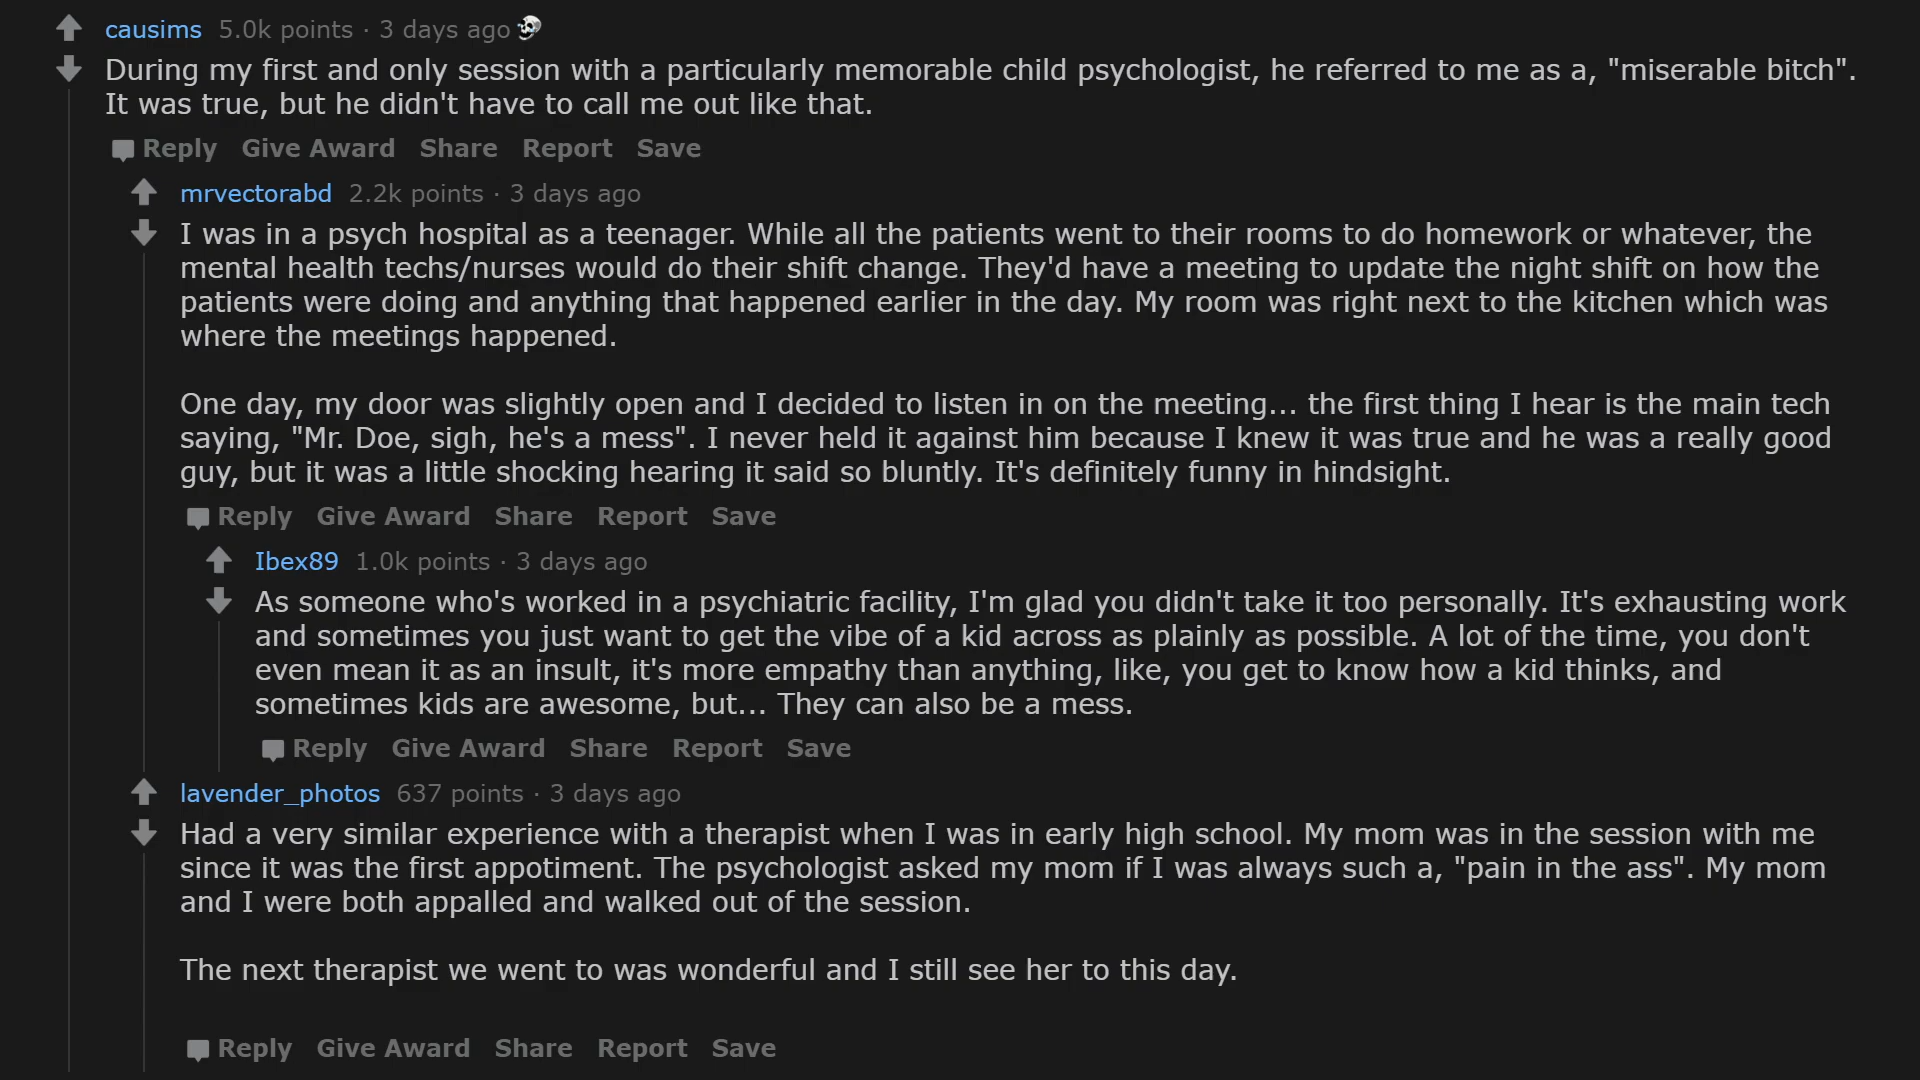 causims 5.0k points · 3 days ago
During my first and only session with a particularly memorable child psychologist, he referred to me as a, "miserable bitch".
It was true, but he didn't have to call me out like that.
Reply Give Award Share Report Save
mrvectorabd 2.2k points · 3 days ago
I was in a psych hospital as a teenager. While all the patients went to their rooms to do homework or whatever, the
mental health techs/nurses would do their shift change. They'd have a meeting to update the night shift on how the
patients were doing and anything that happened earlier in the day. My room was right next to the kitchen which was
where the meetings happened.
One day, my door was slightly open and I decided to listen in on the meeting... the first thing I hear is the main tech
saying, "Mr. Doe, sigh, he's a mess". I never held it against him because I knew it was true and he was a really good
guy, but it was a little shocking hearing it said so bluntly. It's definitely funny in hindsight.
Reply Give Award Share Report Save
Ibex89 1.0k points · 3 days ago
As someone who's worked in a psychiatric facility, I'm glad you didn't take it too personally. It's exhausting work
and sometimes you just want to get the vibe of a kid across as plainly as possible. A lot of the time, you don't
even mean it as an insult, it's more empathy than anything, like, you get to know how a kid thinks, and
sometimes kids are awesome, but... They can also be a mess.
Reply Give Award Share Report Save
lavender_photos 637 points · 3 days ago
Had a very similar experience with a therapist when I was in early high school. My mom was in the session with me
since it was the first appotiment. The psychologist asked my mom if I was always such a, "pain in the ass". My mom
and I were both appalled and walked out of the session.
The next therapist we went to was wonderful and I still see her to this day.
Reply Give Award Share Report Save